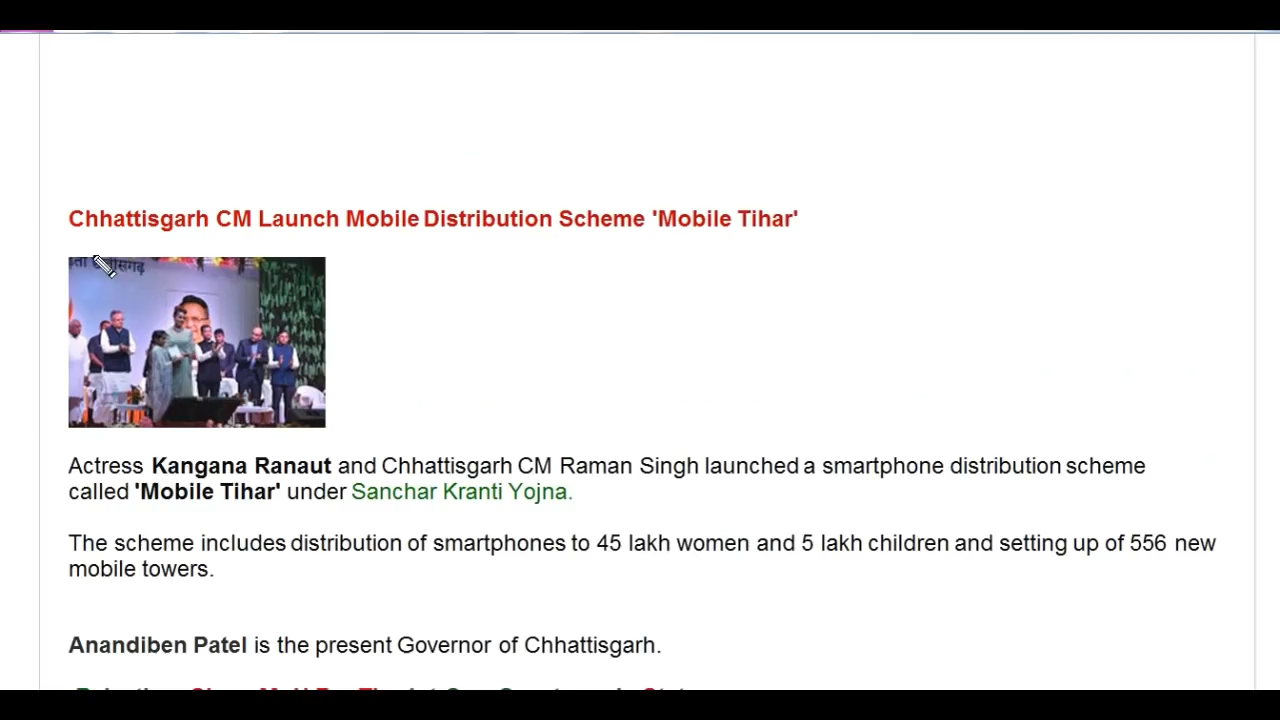 Chhattisgarh CM Launch Mobile Distribution Scheme 'Mobile Tihar'
Actress Kangana Ranaut and Chhattisgarh CM Raman Singh launched a smartphone distribution scheme
called 'Mobile Tihar' under Sanchar Kranti Yojna.
The scheme includes distribution of smartphones to 45 lakh women and 5 lakh children and setting up of 556 new
mobile towers.
Anandiben Patel is the present Governor of Chhattisgarh.